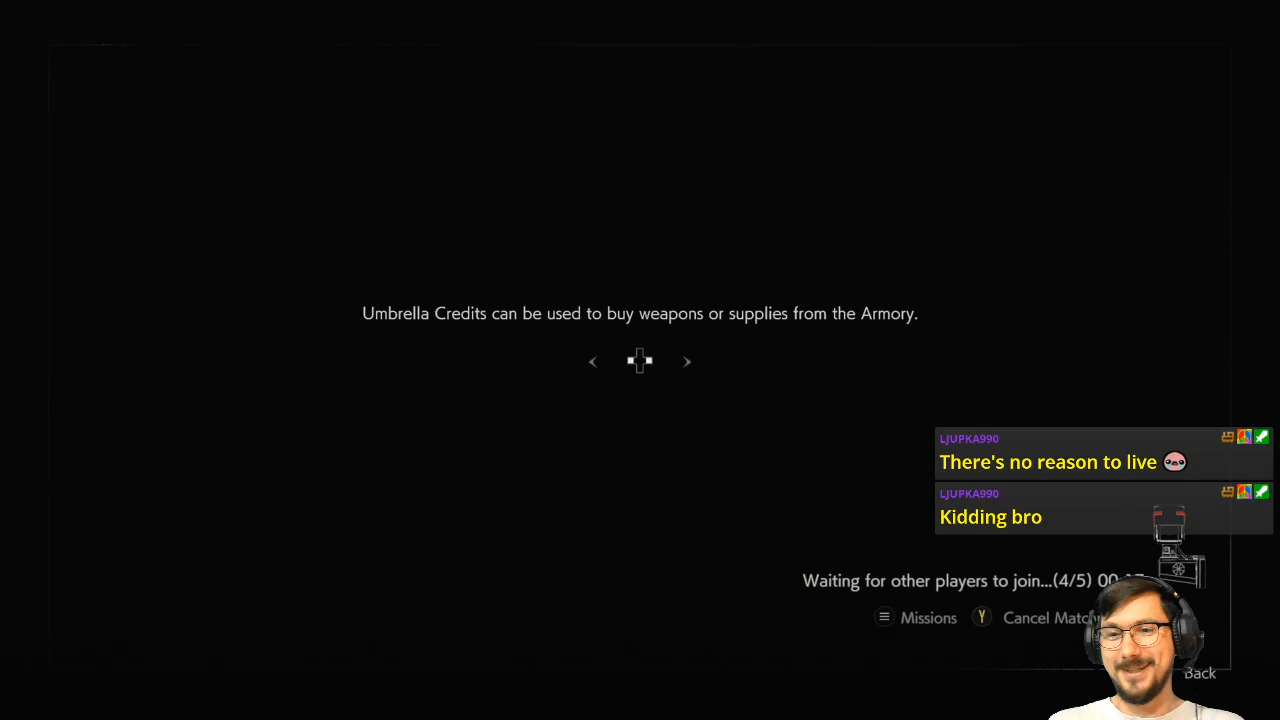 Umbrella Credits can be used to buy weapons or supplies from the Armory.
LJUPKA990
There's no reason to live
LJUPKA990
Kidding bro
Waiting for other players to join...(4/5)
Missions Y Cancel
Back